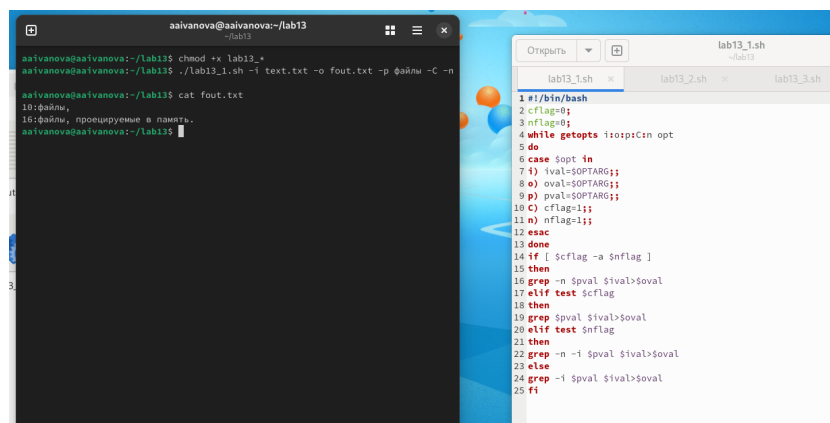 aaivanova@aaivanova:~/lab13
~/lab13
aaivanova@aaivanova:~/lab13$ chmod +x lab13_*
aaivanova@aaivanova:~/lab13$ ./lab13_1.sh -i text.txt -o fout.txt -p файлы -C -n
aaivanova@aaivanova:~/lab13$ cat fout.txt
10:файлы,
16:файлы, проецируемые в память.
aaivanova@aaivanova:~/lab13$
Открыть
lab13_1.sh
~/lab13
lab13_1.sh × lab13_2.sh × lab13_3.sh
1 #!/bin/bash
2 cflag=0;
3 nflag=0;
4 while getopts i:o:p:C:n opt
5 do
6 case $opt in
7 i) ival=$OPTARG;;
8 o) oval=$OPTARG;;
9 p) pval=$OPTARG;;
10 C) cflag=1;;
11 n) nflag=1;;
12 esac
13 done
14 if [ $cflag -a $nflag ]
15 then
16 grep -n $pval $ival>$oval
17 elif test $cflag
18 then
19 grep $pval $ival>$oval
20 elif test $nflag
21 then
22 grep -n -i $pval $ival>$oval
23 else
24 grep -i $pval $ival>$oval
25 fi